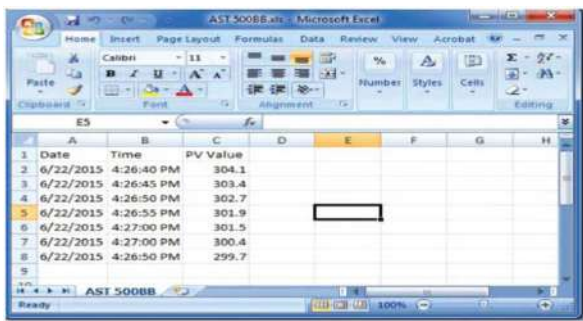 AST 500BB.xls - Microsoft Excel
Home Insert Page Layout Formulas Data Review View Acrobat
Calibri 11
Paste B I U A A % Number Styles Cells
Clipboard Font Alignment Editing
E5 fx
A B C D E F G H
1 Date Time PV Value
2 6/22/2015 4:26:40 PM 304.1
3 6/22/2015 4:26:45 PM 303.4
4 6/22/2015 4:26:50 PM 302.7
5 6/22/2015 4:26:55 PM 301.9
6 6/22/2015 4:27:00 PM 301.5
7 6/22/2015 4:27:00 PM 300.4
8 6/22/2015 4:26:50 PM 299.7
9
AST 500BB
Ready 100%